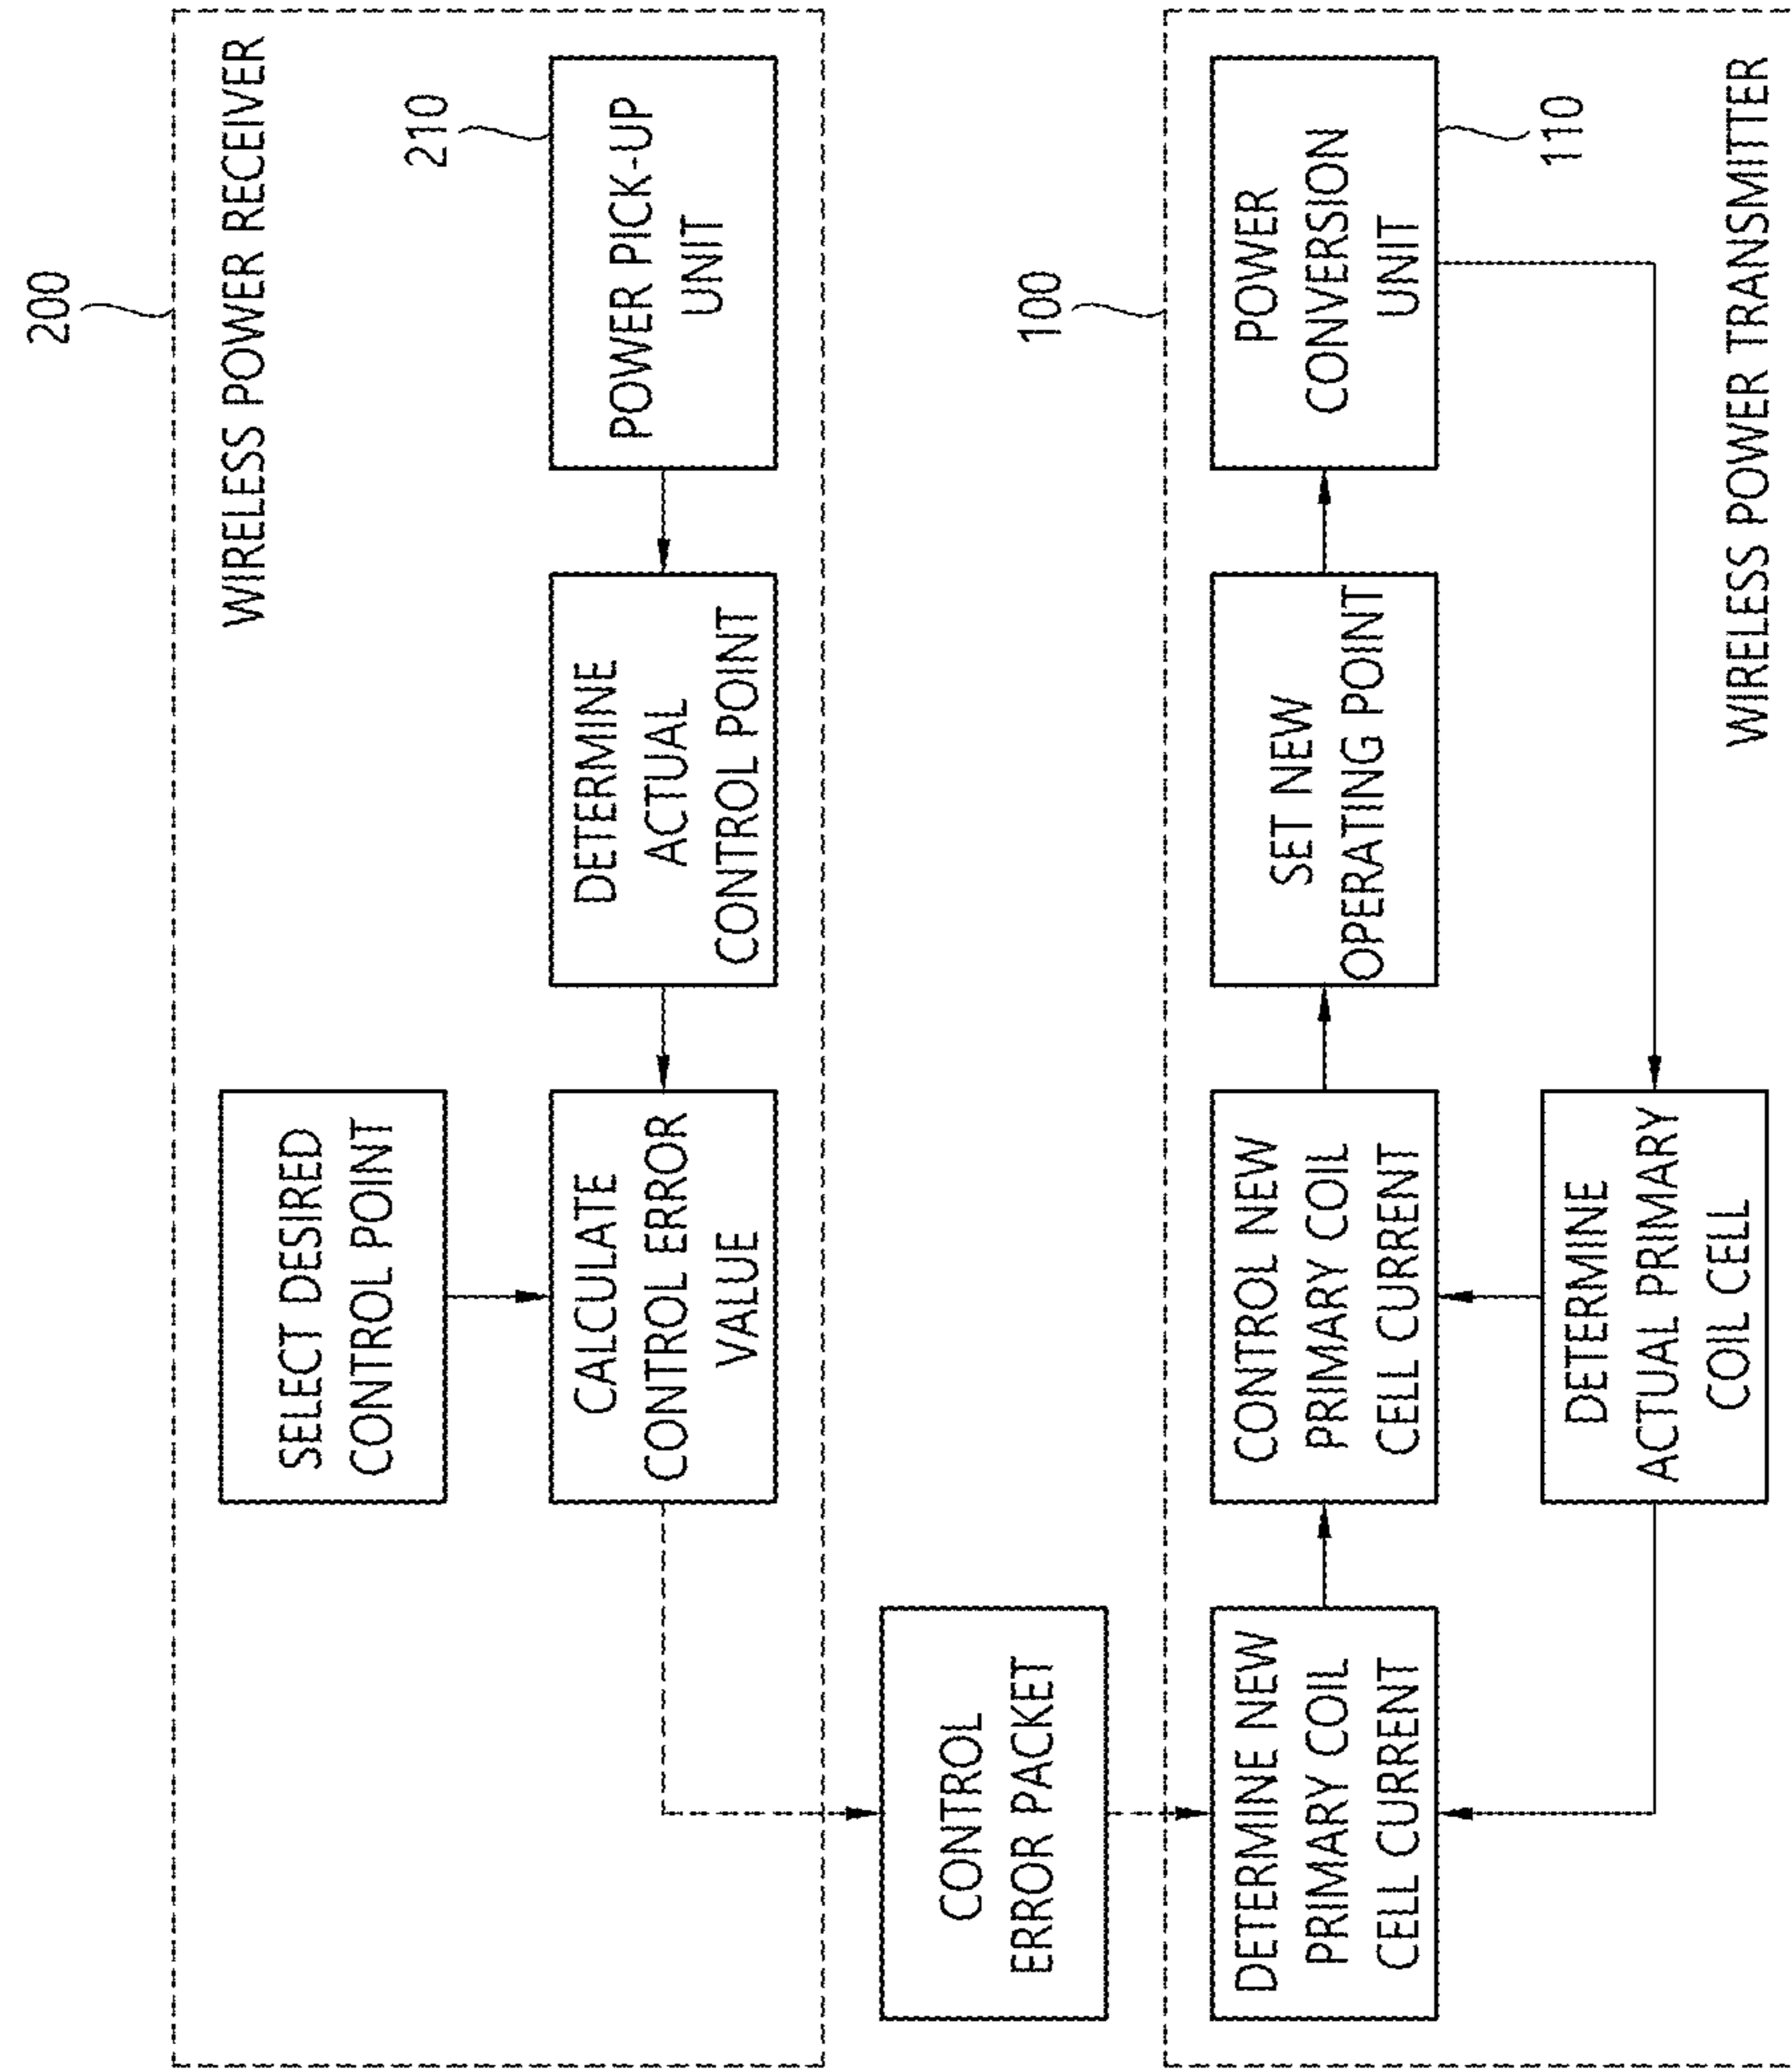 200
WIRELESS POWER RECEIVER
SELECT DESIRED
CONTROL POINT
210
CALCULATE
CONTROL ERROR
VALUE
DETERMINE
ACTUAL
CONTROL POINT
POWER PICK-UP
UNIT
CONTROL
ERROR PACKET
100
DETERMINE NEW
PRIMARY COIL
CELL CURRENT
CONTROL NEW
PRIMARY COIL
CELL CURRENT
SET NEW
OPERATING POINT
POWER
CONVERSION
UNIT
110
DETERMINE
ACTUAL PRIMARY
COIL CELL
WIRELESS POWER TRANSMITTER